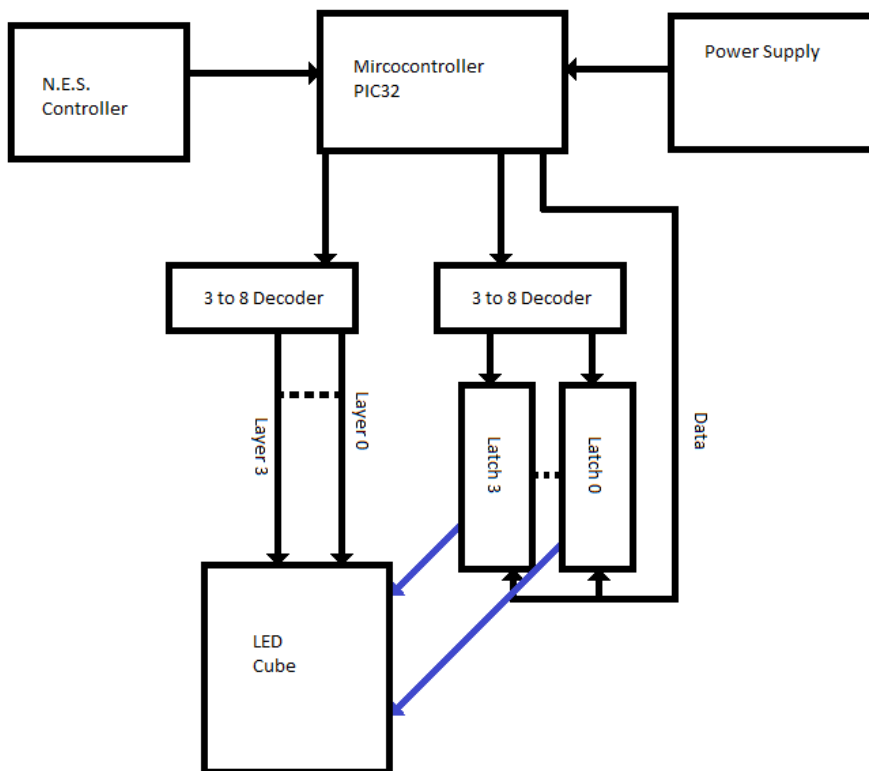 N.E.S.
Controller
Mircocontroller
PIC32
Power Supply
3 to 8 Decoder
3 to 8 Decoder
Layer 3
Layer 0
Latch 3
Latch 0
Data
LED
Cube